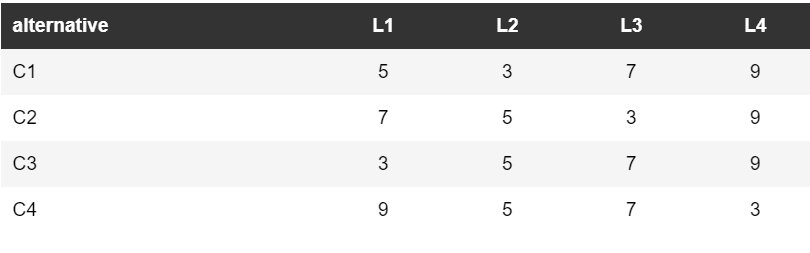 alternative L1 L2 L3 L4
C1 5 3 7 9
C2 7 5 3 9
C3 3 5 7 9
C4 9 5 7 3